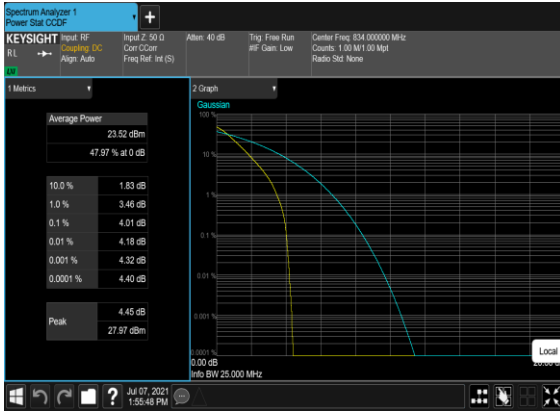 Spectrum Analyzer 1
Power Stat CCDF
KEYSIGHT
RL
Input: RF
Coupling: DC
Align: Auto
Input Z: 50 Ω
Corr CCorr
Freq Ref: Int (S)
Atten: 40 dB
Trig: Free Run
#IF Gain: Low
Center Freq: 834.000000 MHz
Counts: 1.00 M/1.00 Mpt
Radio Std: None
1 Metrics
Average Power
23.52 dBm
47.97 % at 0 dB
10.0 % 1.83 dB
1.0 % 3.46 dB
0.1 % 4.01 dB
0.01 % 4.18 dB
0.001 % 4.32 dB
0.0001 % 4.40 dB
Peak
4.45 dB
27.97 dBm
2 Graph
Gaussian
100 %
10 %
1 %
0.1 %
0.01 %
0.001 %
0.0001 %
0.00 dB
Info BW 25.000 MHz
Local
Jul 07, 2021
1:55:48 PM